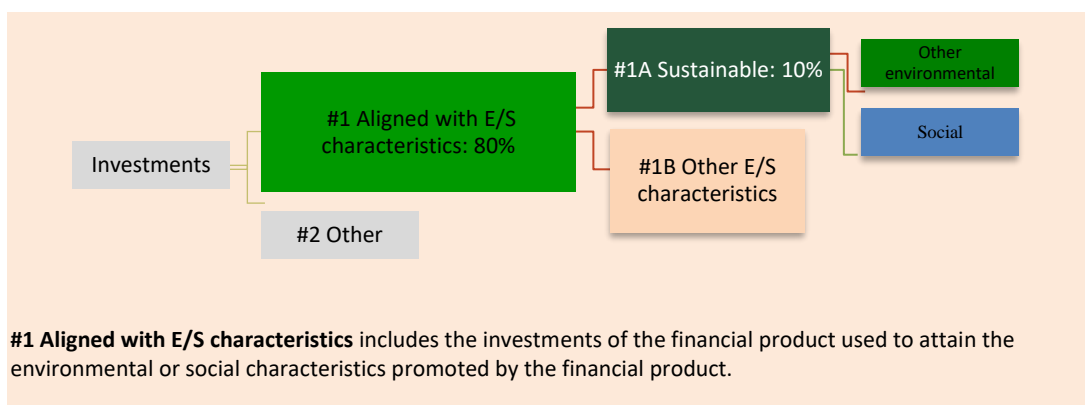 Investments
#1 Aligned with E/S
characteristics: 80%
#2 Other
#1A Sustainable: 10%
#1B Other E/S
characteristics
Other
environmental
Social
#1 Aligned with E/S characteristics includes the investments of the financial product used to attain the
environmental or social characteristics promoted by the financial product.